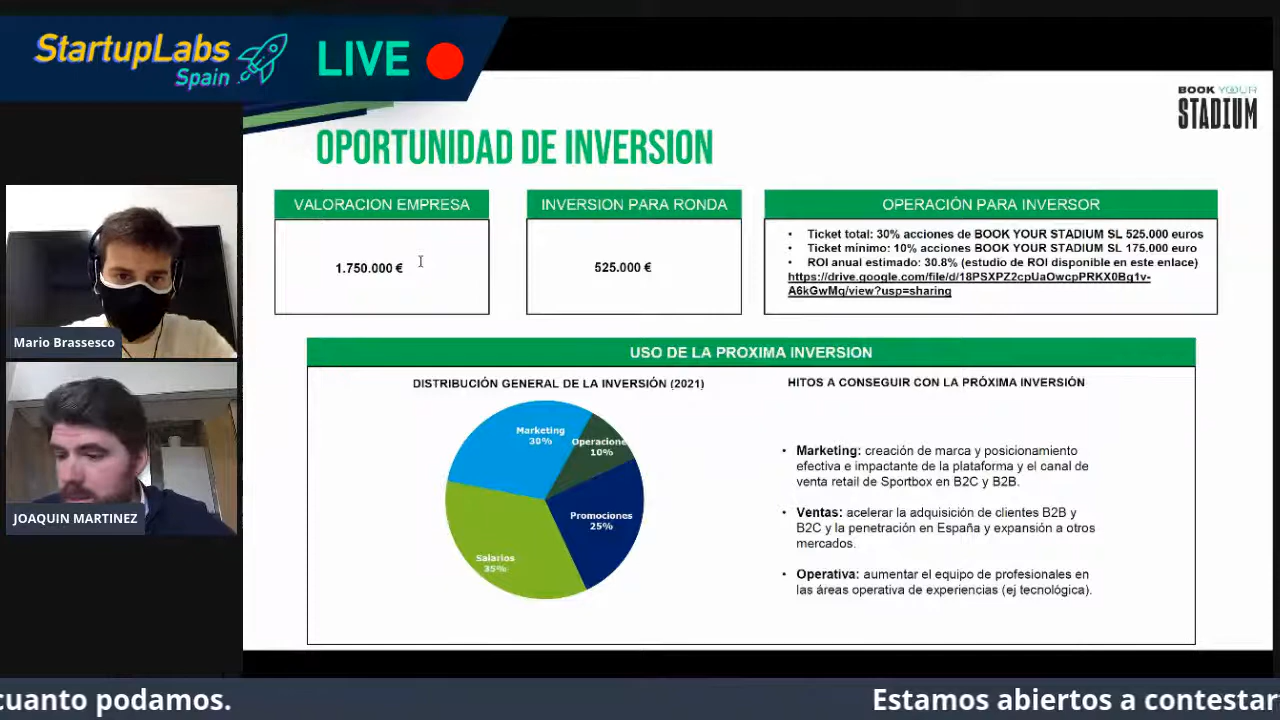 StartupLabs
Spain
LIVE
BOOK YOUR
STADIUM
OPORTUNIDAD DE INVERSION
VALORACION EMPRESA
1.750.000 €
INVERSION PARA RONDA
525.000 €
OPERACIÓN PARA INVERSOR
• Ticket total: 30% acciones de BOOK YOUR STADIUM SL 525.000 euros
• Ticket mínimo: 10% acciones BOOK YOUR STADIUM SL 175.000 euro
• ROI anual estimado: 30.8% (estudio de ROI disponible en este enlace)
https://drive.google.com/file/d/18PSXPZ2cpUaOwcpPRKX0Bg1v-
A6kGwMq/view?usp=sharing
Mario Brassesco
JOAQUIN MARTINEZ
USO DE LA PROXIMA INVERSION
DISTRIBUCIÓN GENERAL DE LA INVERSIÓN (2021)
Marketing
30%
Operacione
10%
Promociones
25%
Salarios
35%
HITOS A CONSEGUIR CON LA PRÓXIMA INVERSIÓN
• Marketing: creación de marca y posicionamiento
efectiva e impactante de la plataforma y el canal de
venta retail de Sportbox en B2C y B2B.
• Ventas: acelerar la adquisición de clientes B2B y
B2C y la penetración en España y expansión a otros
mercados.
• Operativa: aumentar el equipo de profesionales en
las áreas operativa de experiencias (ej tecnológica).
cuanto podamos.
Estamos abiertos a contestar